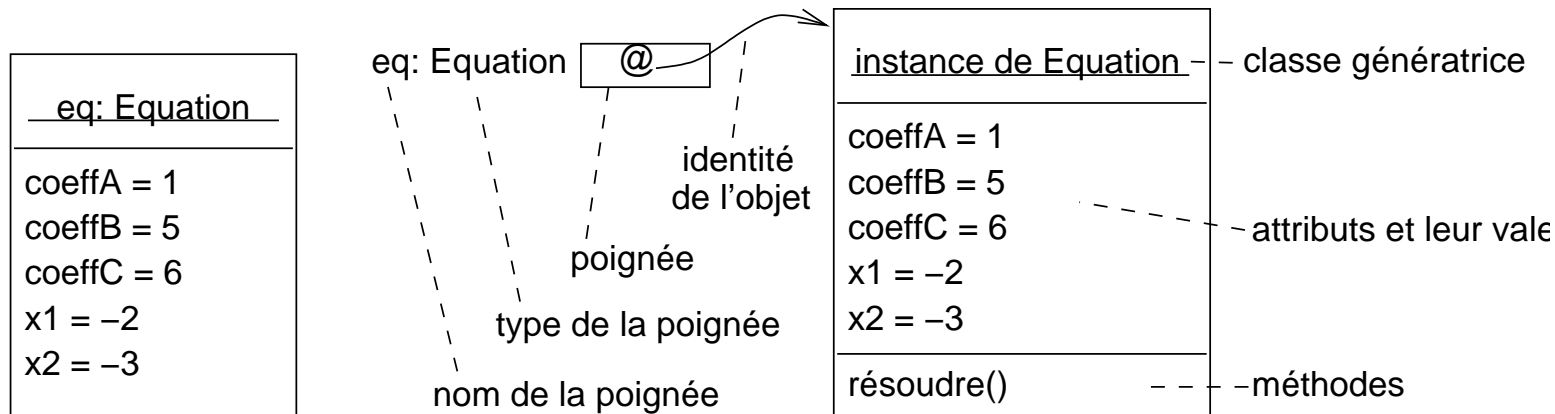 eq: Equation
coeffA = 1
coeffB = 5
coeffC = 6
x1 = −2
x2 = −3
eq: Equation @
identité
de l'objet
poignée
type de la poignée
nom de la poignée
instance de Equation
classe génératrice
coeffA = 1
coeffB = 5
coeffC = 6
x1 = −2
x2 = −3
attributs et leur vale
résoudre()
méthodes